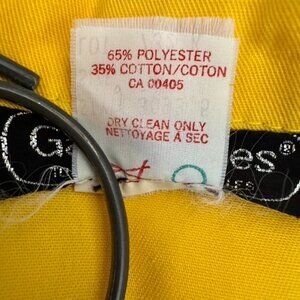 65% POLYESTER
35% COTTON/COTON
CA 00405
DRY CLEAN ONLY
NETTOYAGE À SEC